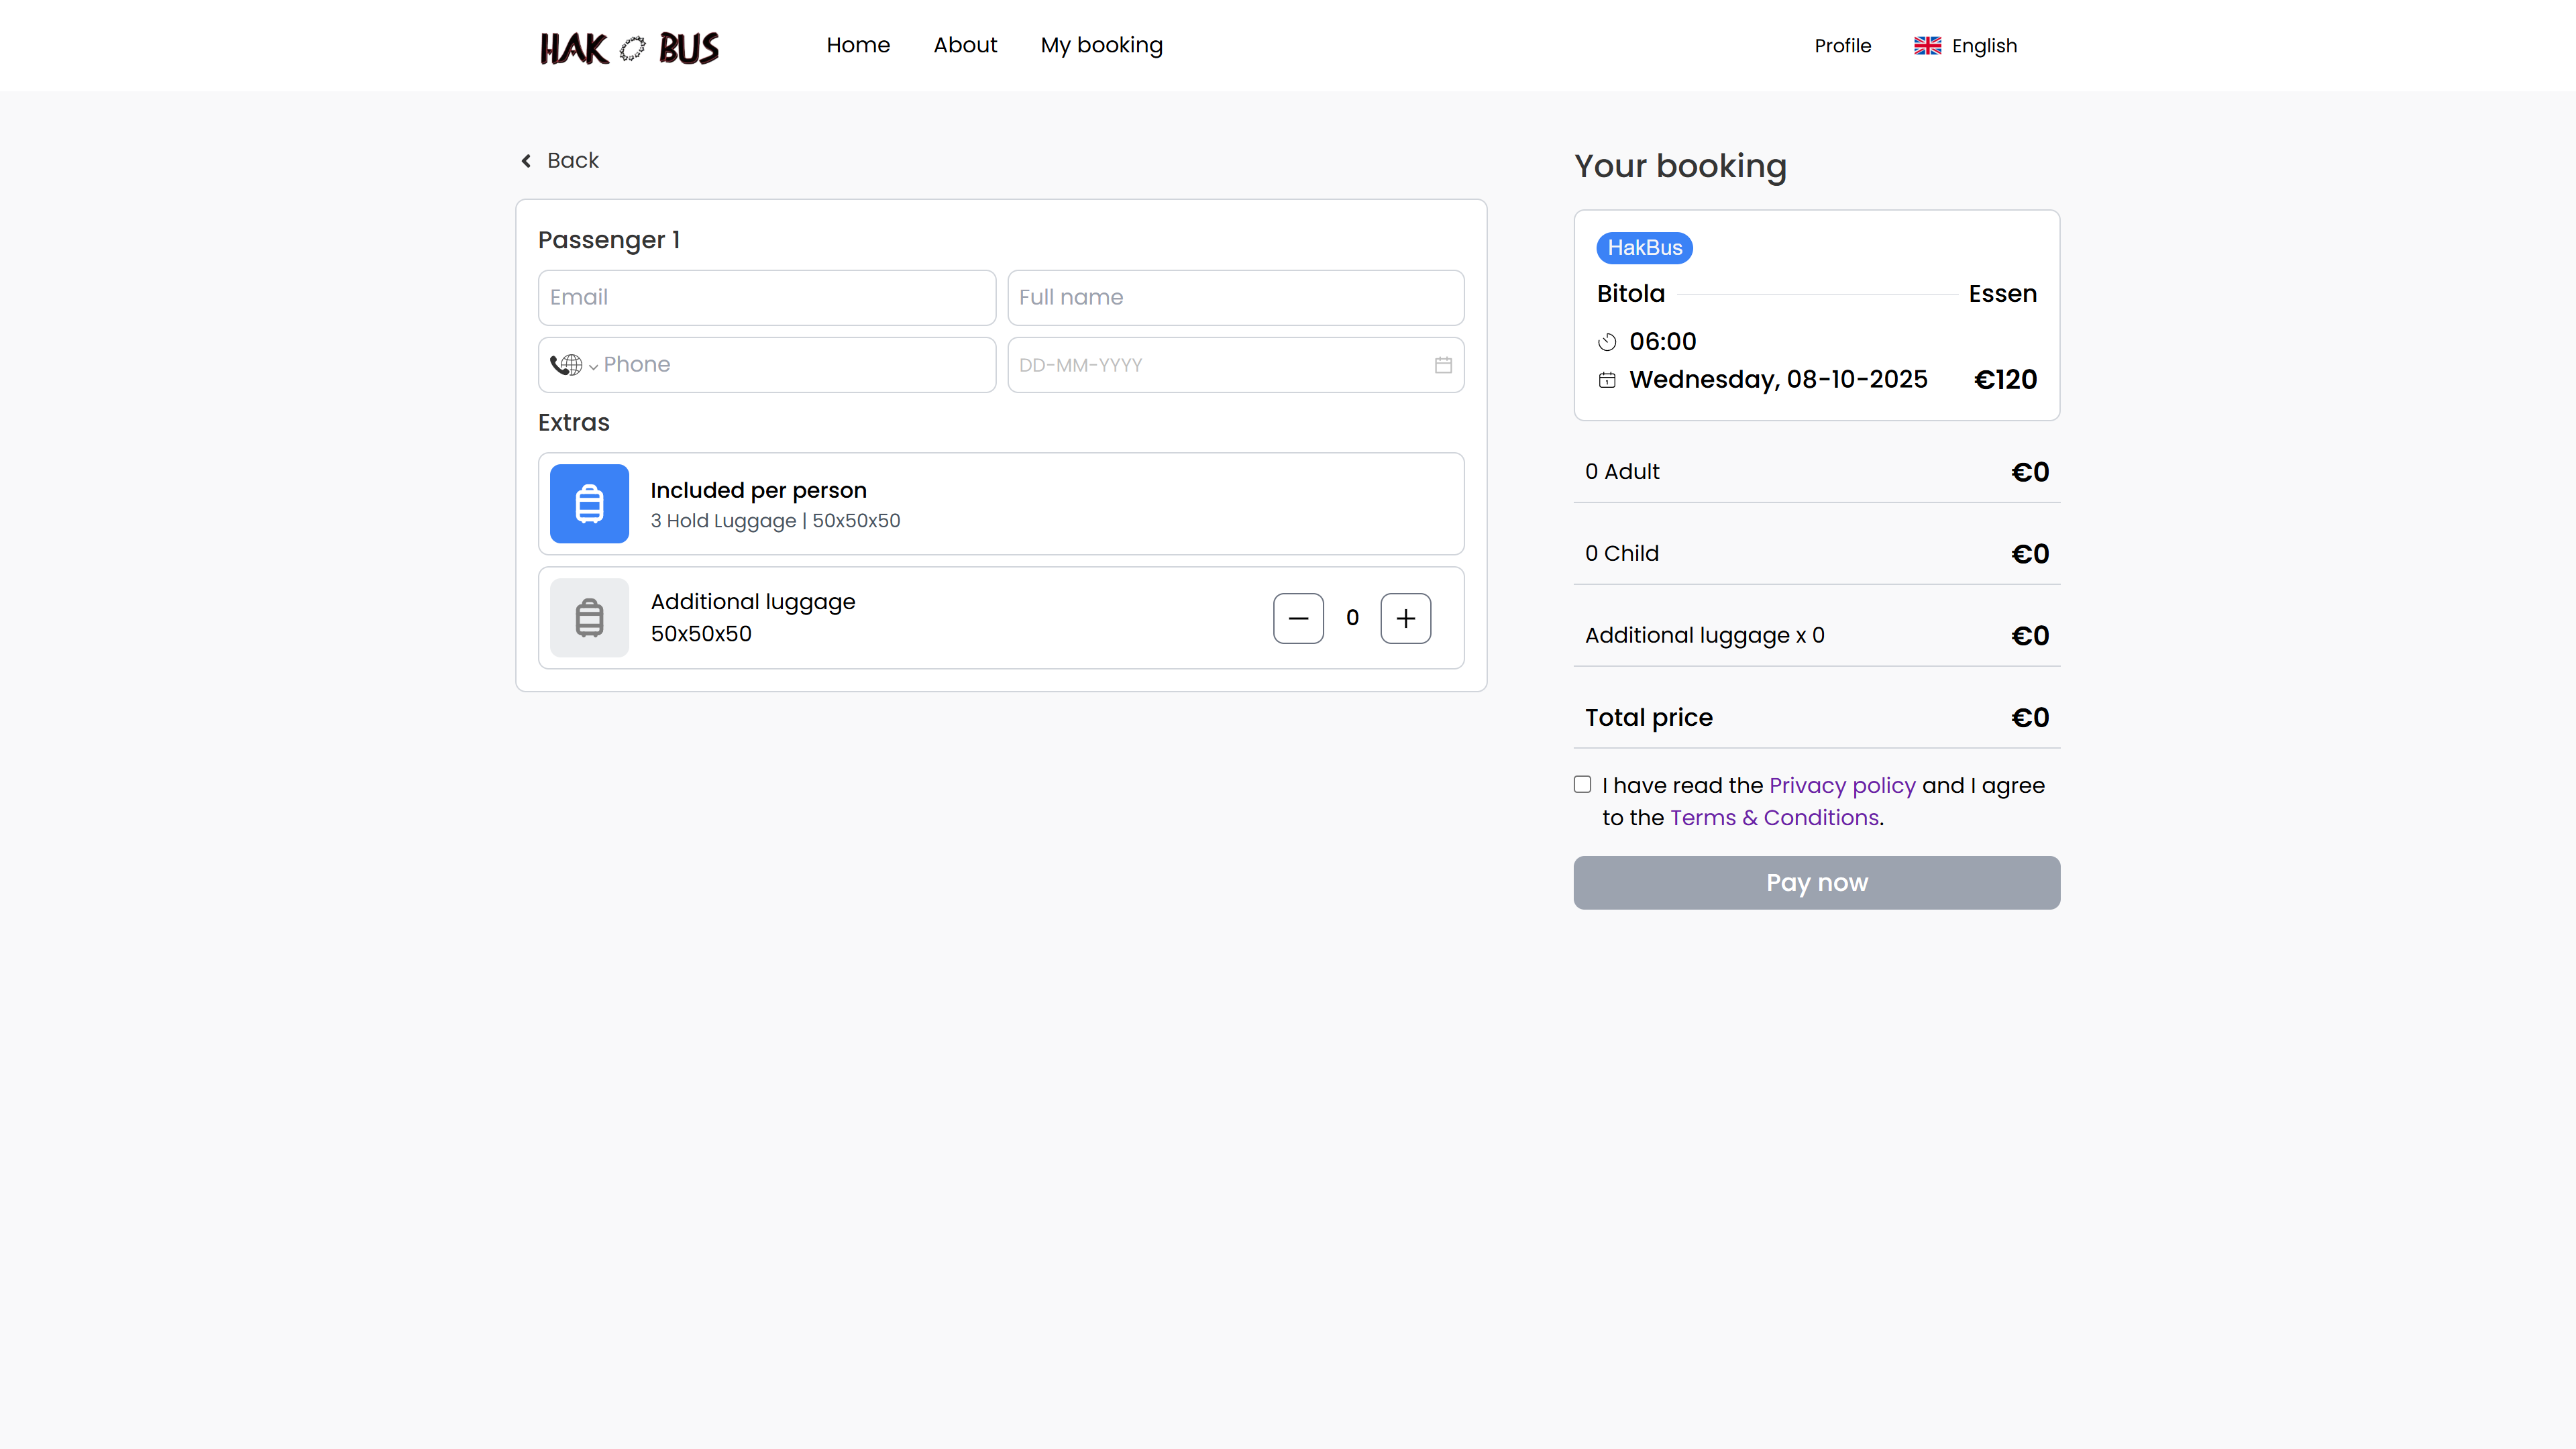 HAK BUS
Home
About
My booking
Profile
English
Back
Passenger 1
Email
Full name
Phone
DD-MM-YYYY
Extras
Included per person
3 Hold Luggage | 50x50x50
Additional luggage
50x50x50
0
Your booking
HakBus
Bitola
Essen
06:00
Wednesday, 08-10-2025
€120
0 Adult
€0
0 Child
€0
Additional luggage x 0
€0
Total price
€0
I have read the Privacy policy and I agree
to the Terms & Conditions.
Pay now